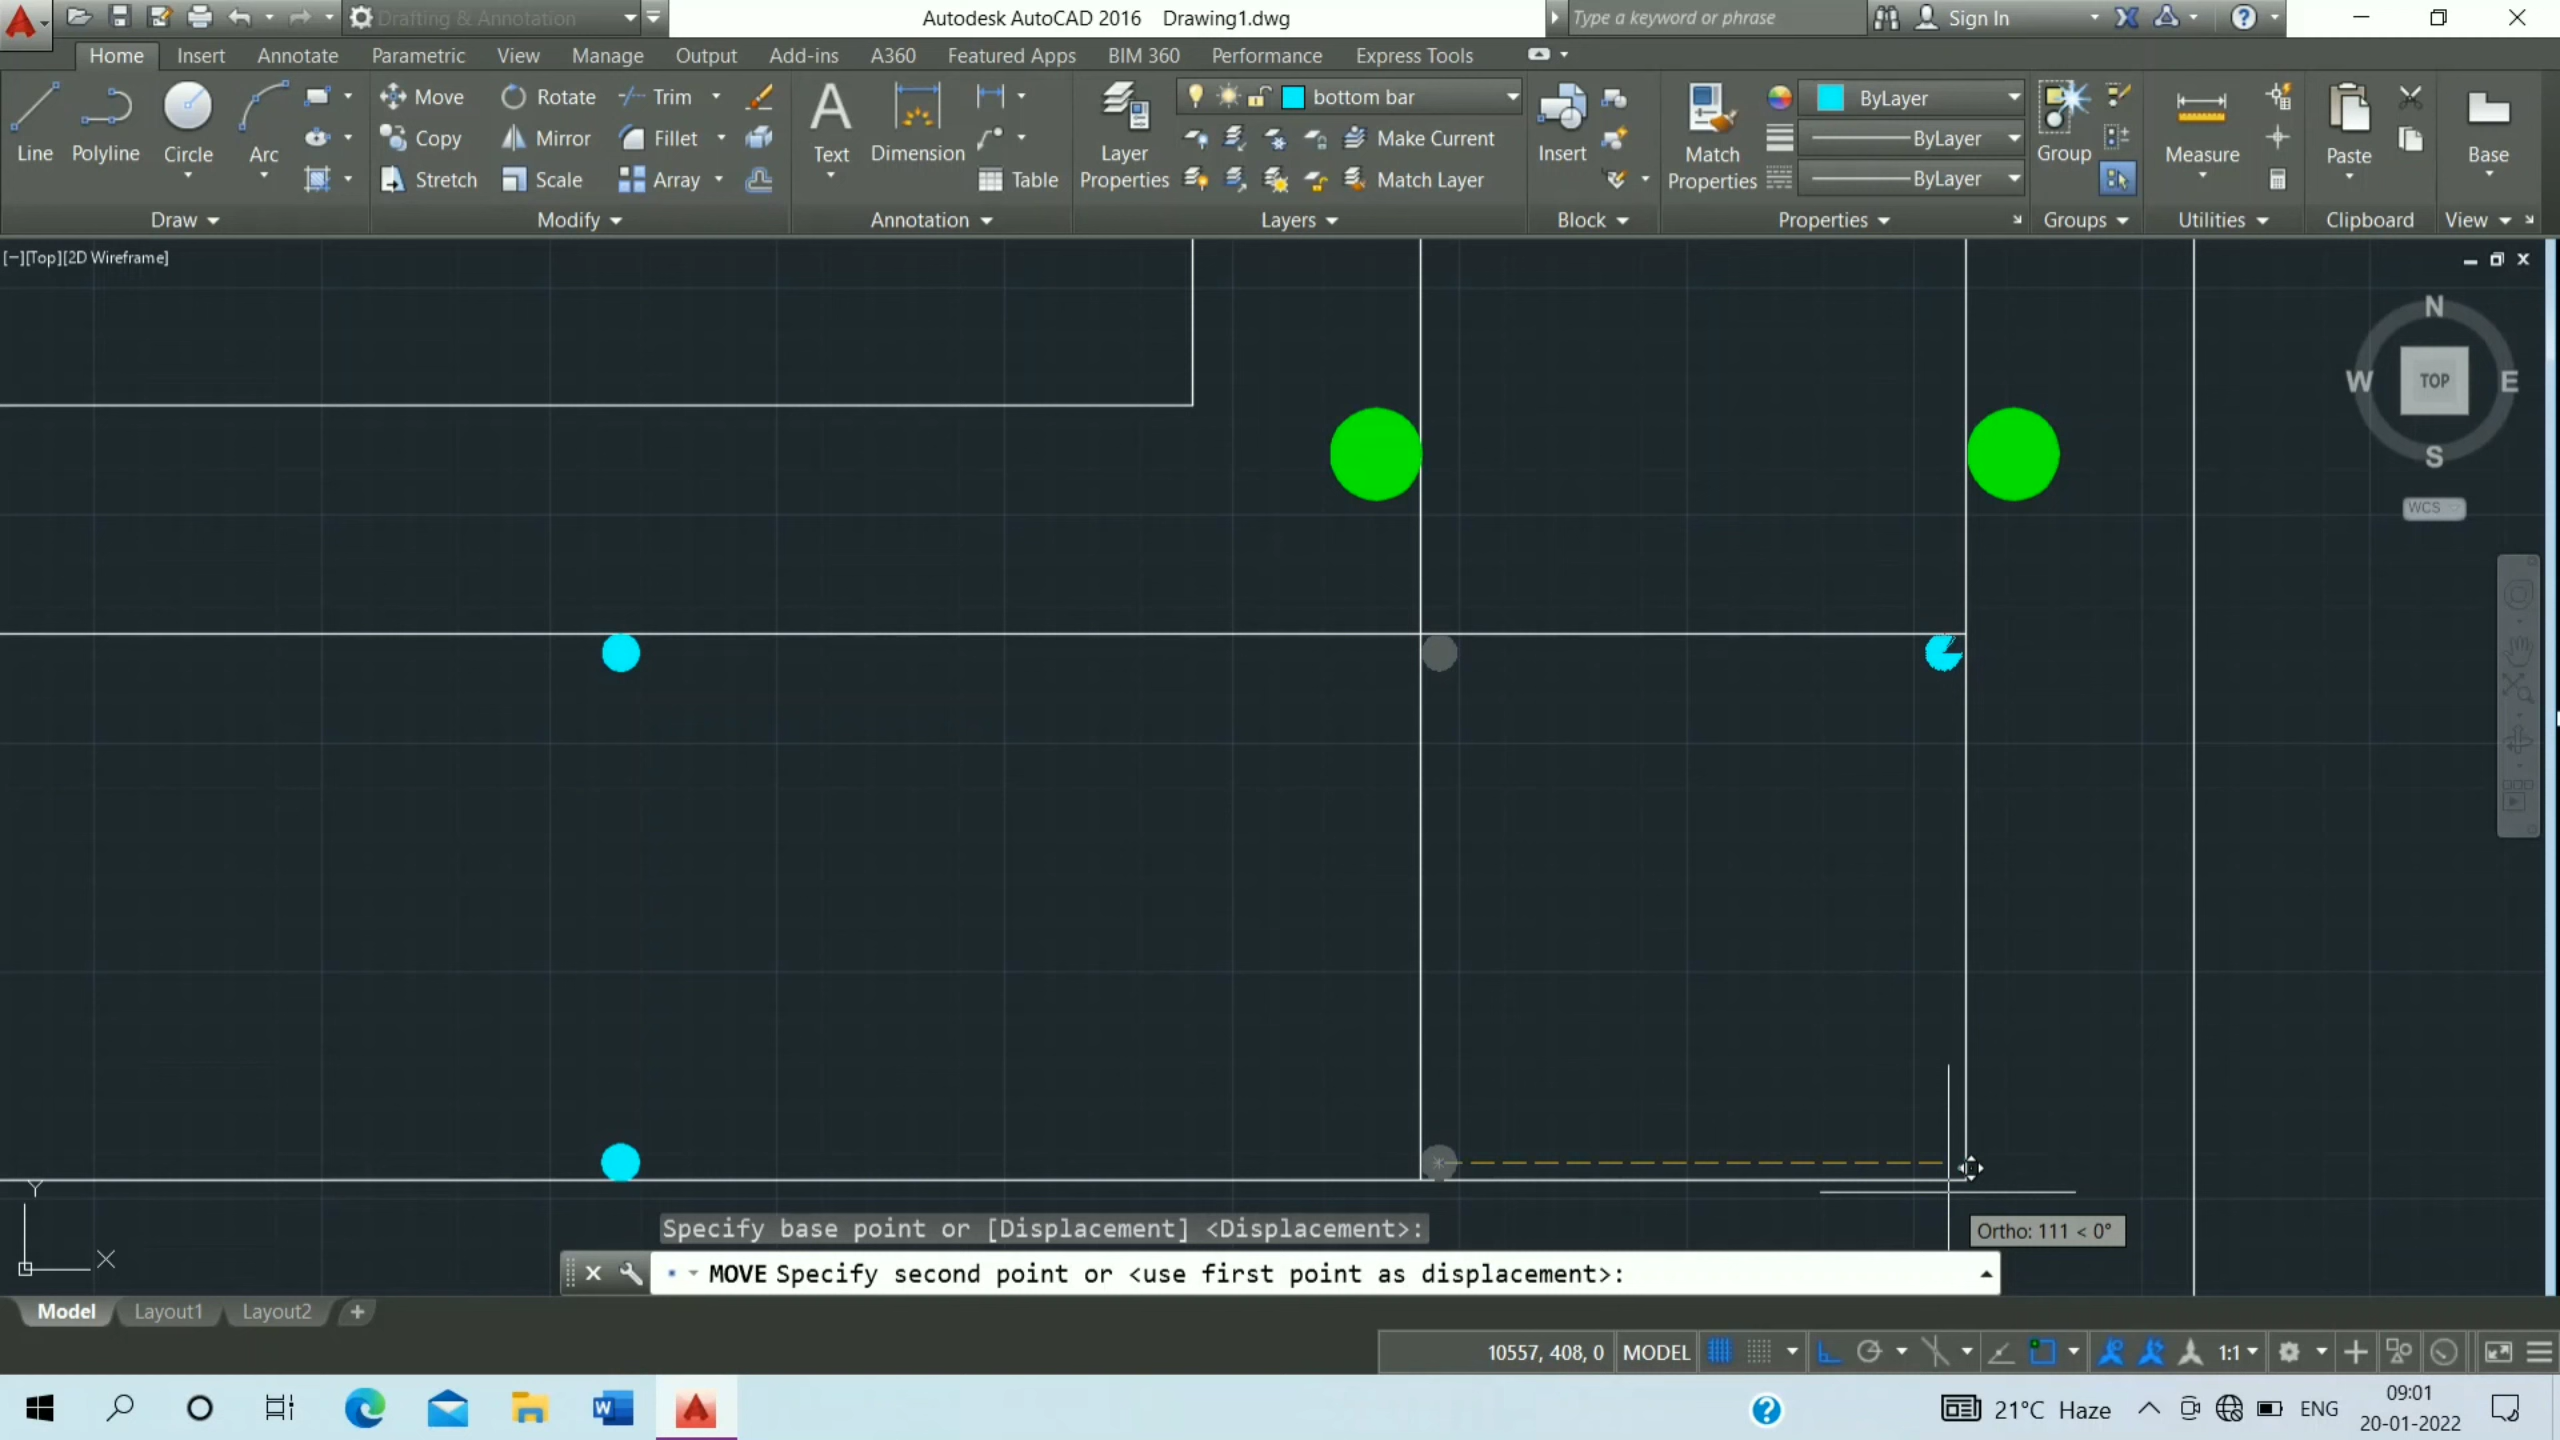 Drafting & Annotation
Autodesk AutoCAD 2016 Drawing1.dwg
Type a keyword or phrase
Sign In
Home Insert Annotate Parametric View Manage Output Add-ins A360 Featured Apps BIM 360 Performance Express Tools
Line Polyline Circle Arc
Move Rotate Trim
Copy Mirror Fillet
Stretch Scale Array
Text Dimension
Table
Layer Properties
bottom bar
Make Current
Match Layer
Insert
Match Properties
ByLayer
ByLayer
ByLayer
Group
Measure
Paste
Base
Draw Modify Annotation Layers Block Properties Groups Utilities Clipboard View
[−][Top][2D Wireframe]
N
W TOP E
S
WCS
Y
X
Specify base point or [Displacement] <Displacement>:
Ortho: 111 < 0°
MOVE Specify second point or <use first point as displacement>:
Model Layout1 Layout2
10557, 408, 0 MODEL 1:1
21°C Haze ENG
09:01
20-01-2022